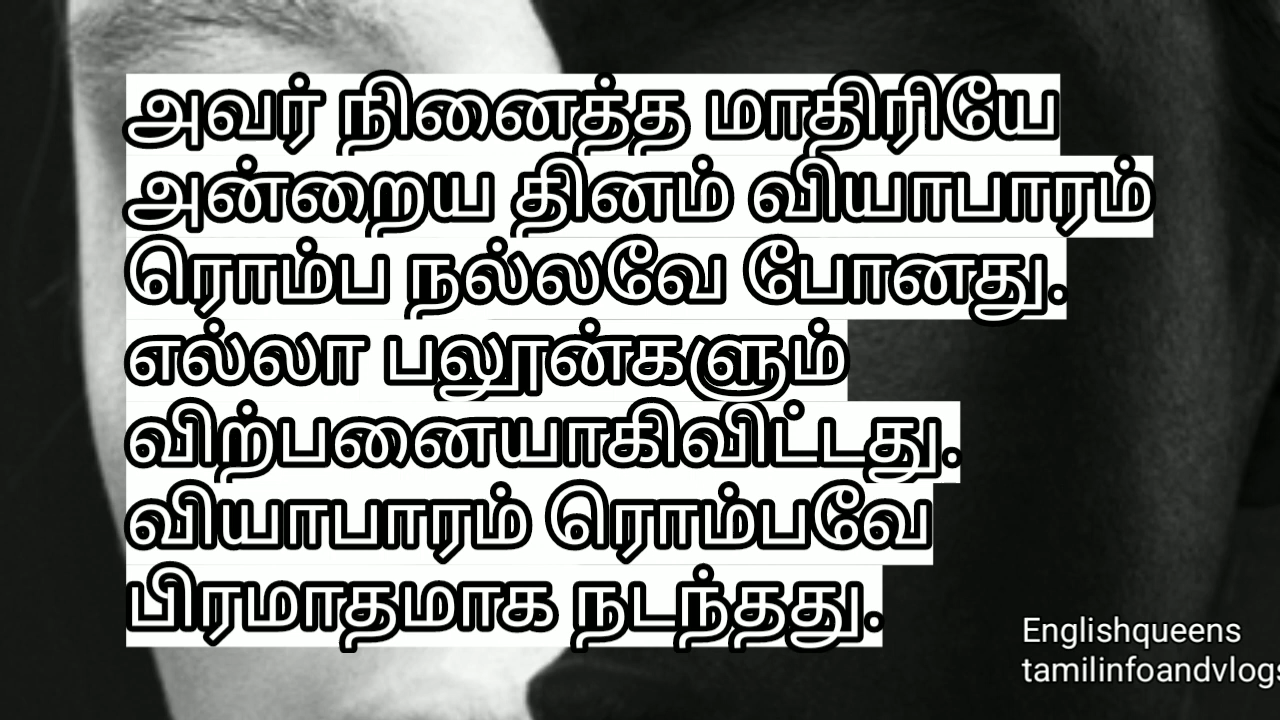 அவர் நினைத்த மாதிரியே
அன்றைய தினம் வியாபாரம்
ரொம்ப நல்லவே போனது.
எல்லா பலூன்களும்
விற்பனையாகிவிட்டது.
வியாபாரம் ரொம்பவே
பிரமாதமாக நடந்தது.
Englishqueens
tamilinfoandvlogs